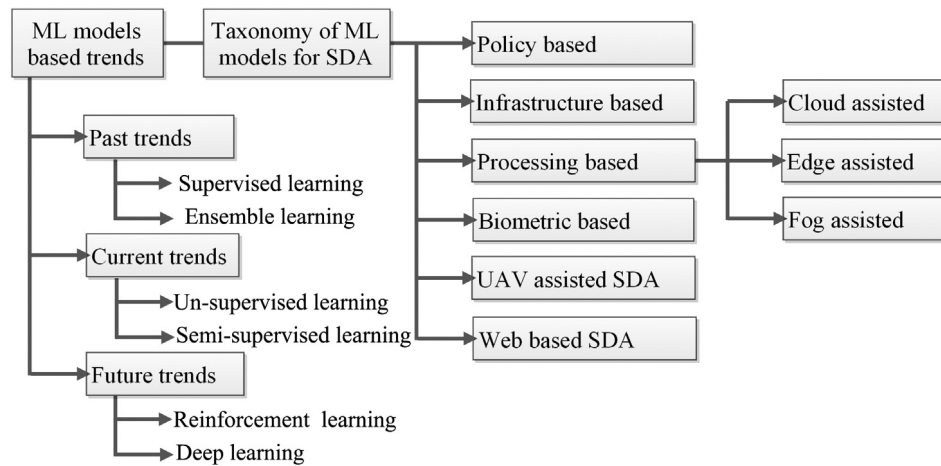 ML models
based trends
Taxonomy of ML
models for SDA
Past trends
Supervised learning
Ensemble learning
Current trends
Un-supervised learning
Semi-supervised learning
Future trends
Reinforcement learning
Deep learning
Policy based
Infrastructure based
Processing based
Biometric based
UAV assisted SDA
Web based SDA
Cloud assisted
Edge assisted
Fog assisted